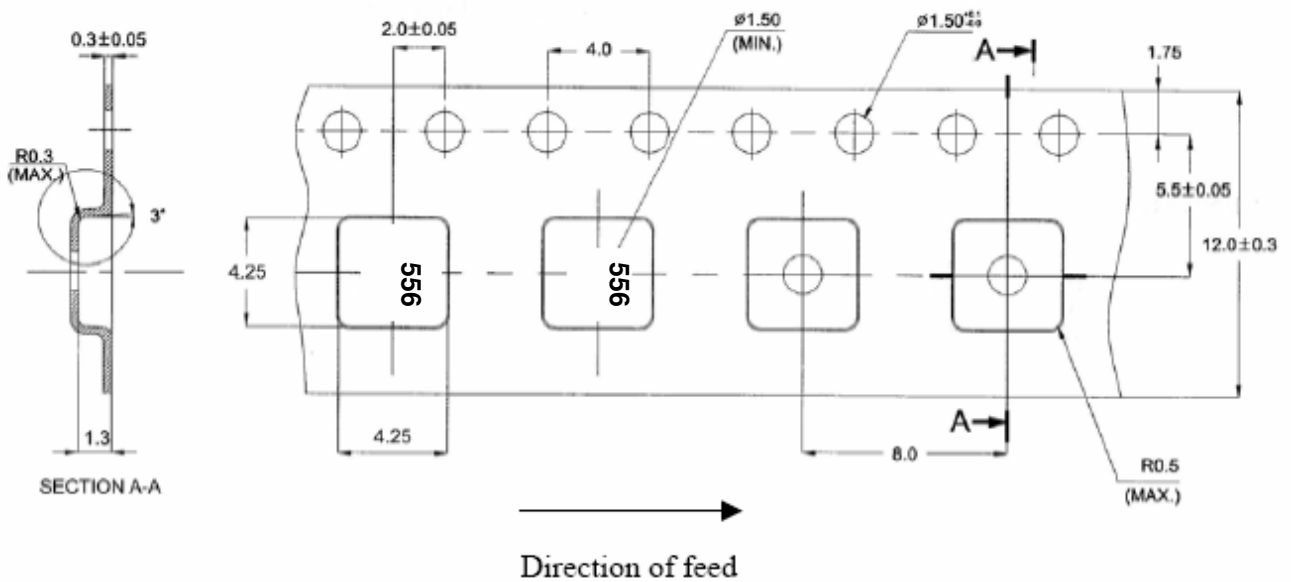 0.3±0.05
2.0±0.05
4.0
ø1.50
(MIN.)
ø1.50
A
1.75
R0.3
(MAX.)
3°
5.5±0.05
12.0±0.3
4.25
556
556
1.3
4.25
A
8.0
R0.5
(MAX.)
SECTION A-A
Direction of feed